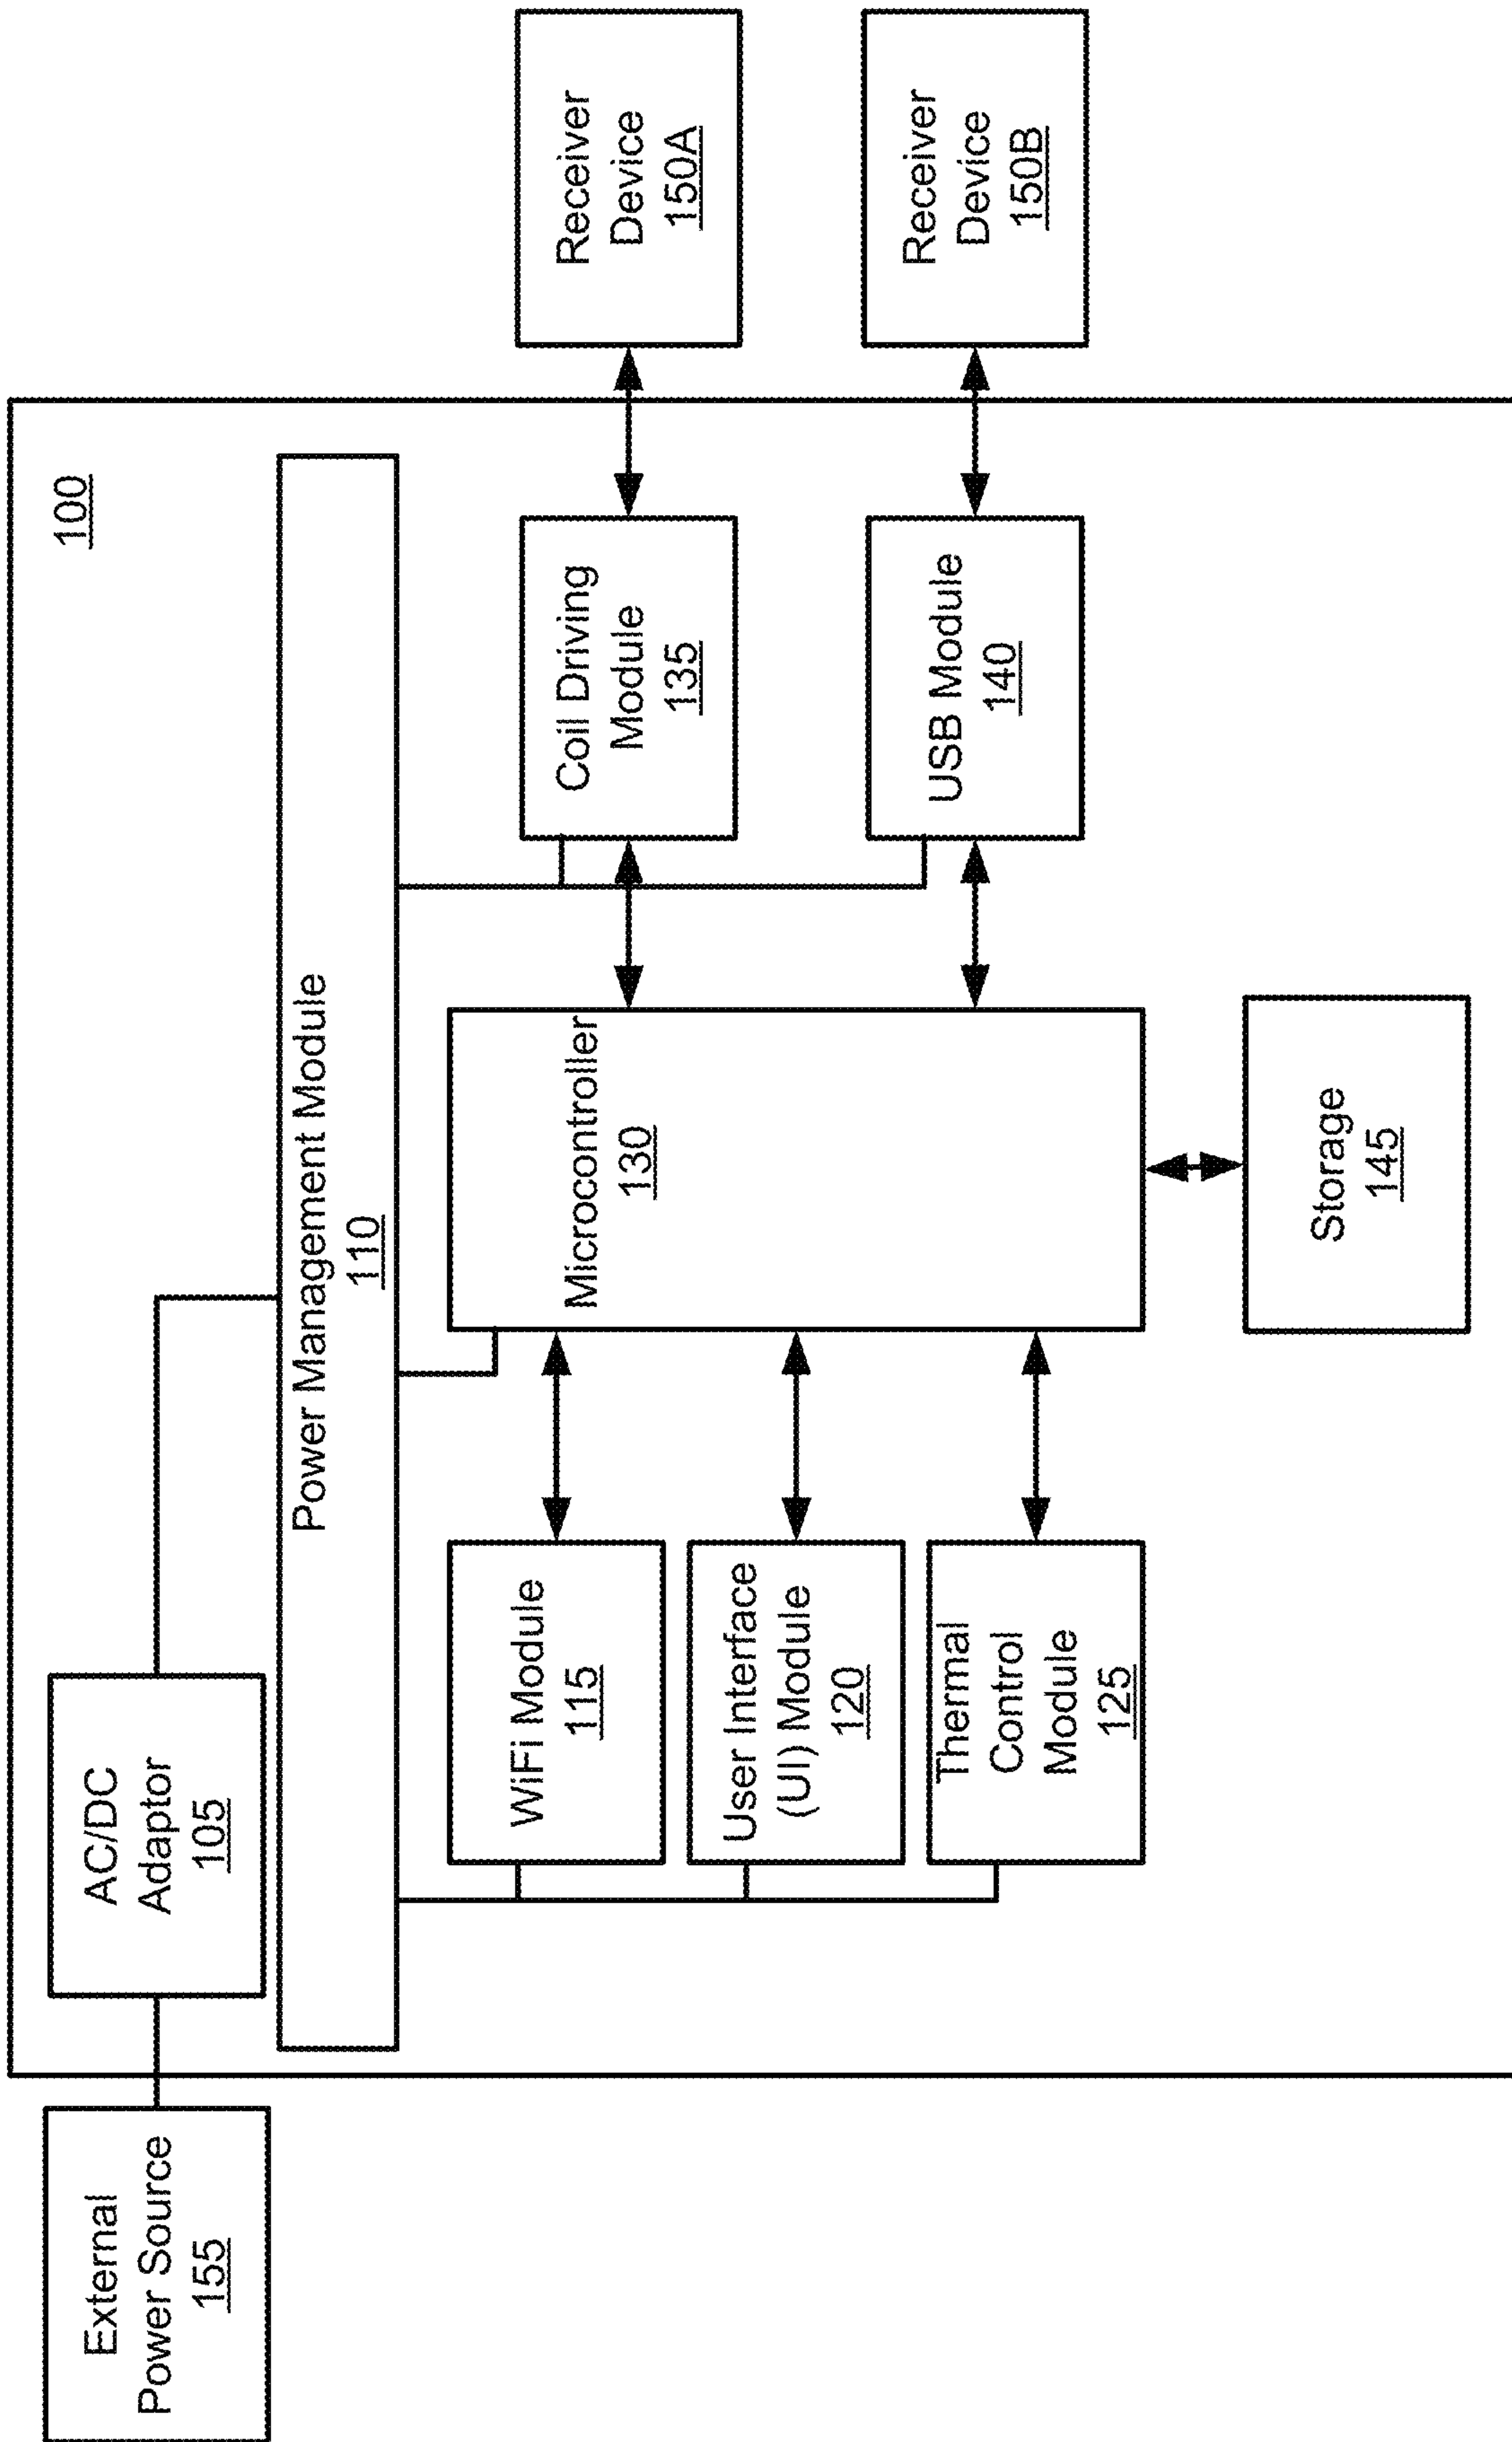 100
External
Power Source
155
AC/DC
Adaptor
105
Power Management Module
110
WiFi Module
115
User Interface
(UI) Module
120
Thermal
Control
Module
125
Microcontroller
130
Coil Driving
Module
135
USB Module
140
Storage
145
Receiver
Device
150A
Receiver
Device
150B